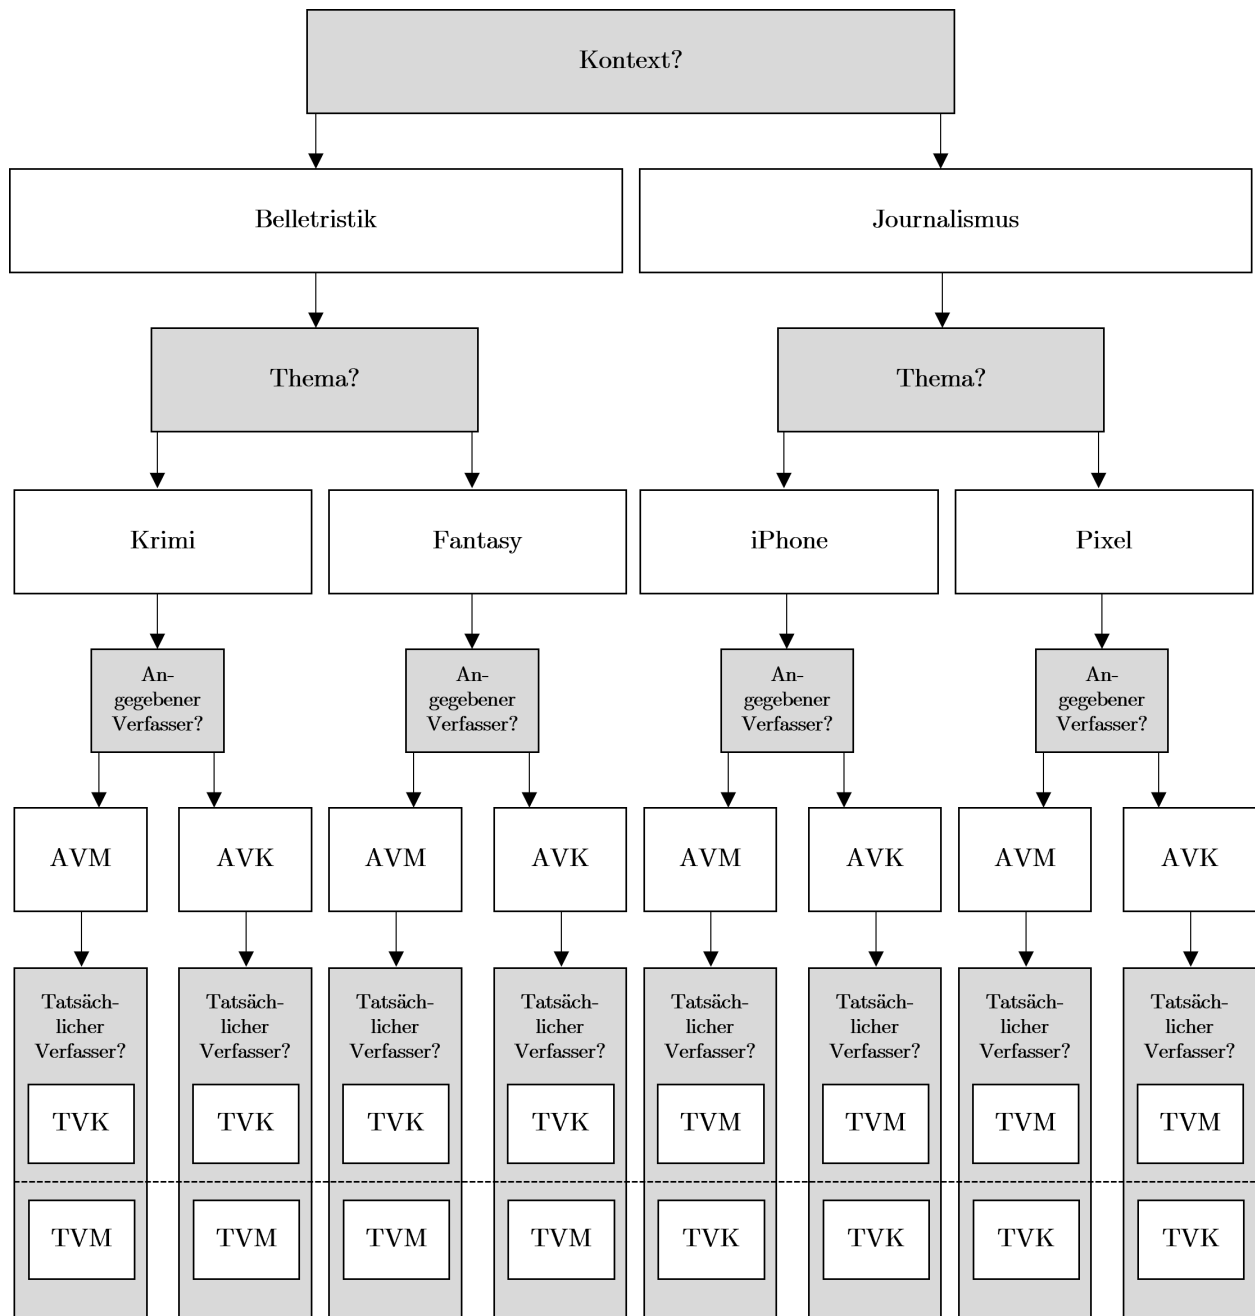 Kontext?
Belletristik
Journalismus
Thema?
Thema?
Krimi
Fantasy
iPhone
Pixel
An-
gegebener
Verfasser?
An-
gegebener
Verfasser?
An-
gegebener
Verfasser?
An-
gegebener
Verfasser?
AVM
AVK
AVM
AVK
AVM
AVK
AVM
AVK
Tatsäch-
licher
Verfasser?
Tatsäch-
licher
Verfasser?
Tatsäch-
licher
Verfasser?
Tatsäch-
licher
Verfasser?
Tatsäch-
licher
Verfasser?
Tatsäch-
licher
Verfasser?
Tatsäch-
licher
Verfasser?
Tatsäch-
licher
Verfasser?
TVK
TVK
TVK
TVK
TVM
TVM
TVM
TVM
TVM
TVM
TVM
TVM
TVK
TVK
TVK
TVK